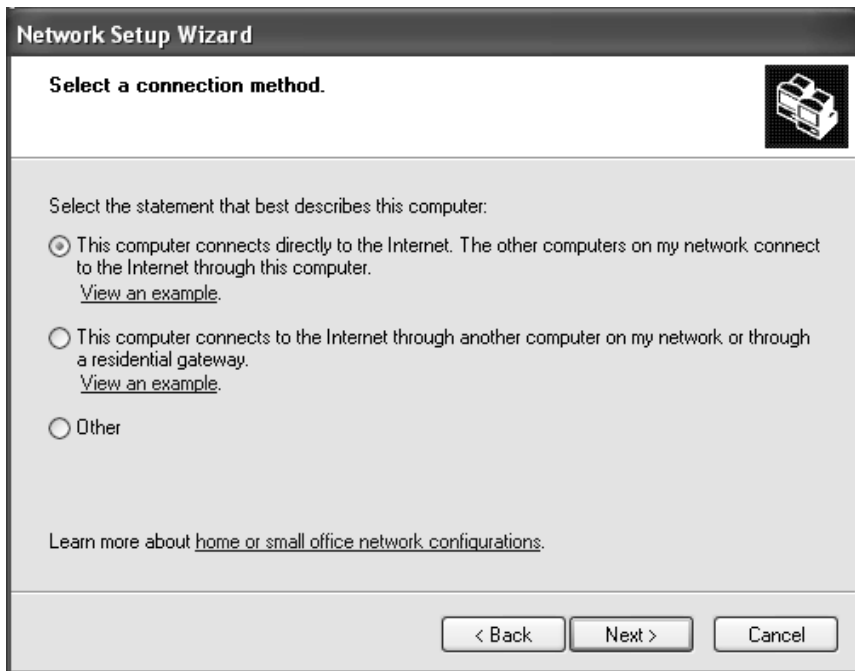 Network Setup Wizard
Select a connection method.
Select the statement that best describes this computer:
This computer connects directly to the Internet. The other computers on my network connect
to the Internet through this computer.
View an example.
This computer connects to the Internet through another computer on my network or through
a residential gateway.
View an example.
Other
Learn more about home or small office network configurations.
< Back
Next >
Cancel